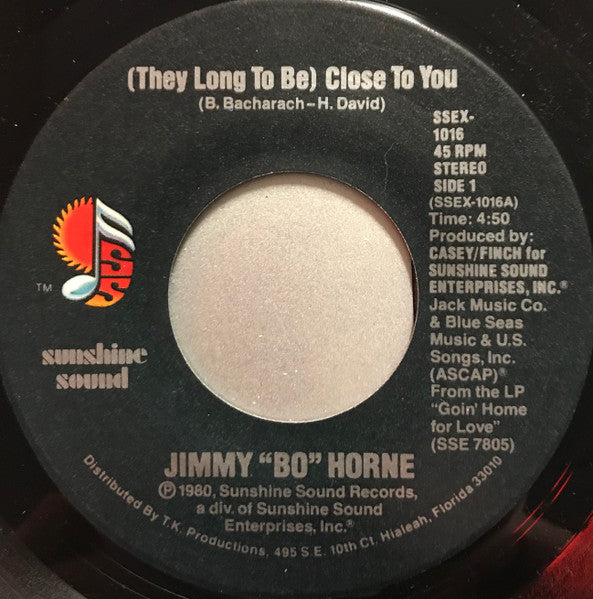 (They Long To Be) Close To You
(B. Bacharach-H. David)
SSEX-
1016
45 RPM
STEREO
SIDE 1
(SSEX-1016A)
Time: 4:50
Produced by:
CASEY/FINCH for
SUNSHINE SOUND
ENTERPRISES, INC.®
Jack Music Co.
& Blue Seas
Music & U.S.
Songs, Inc.
(ASCAP)
From the LP
"Goin' Home
for Love"
(SSE 7805)
SS
TM
sunshine
sound
JIMMY "BO" HORNE
℗1980, Sunshine Sound Records,
a div. of Sunshine Sound
Enterprises, Inc.®
Distributed By T.K. Productions, 495 S.E. 10th Ct. Hialeah, Florida 33010